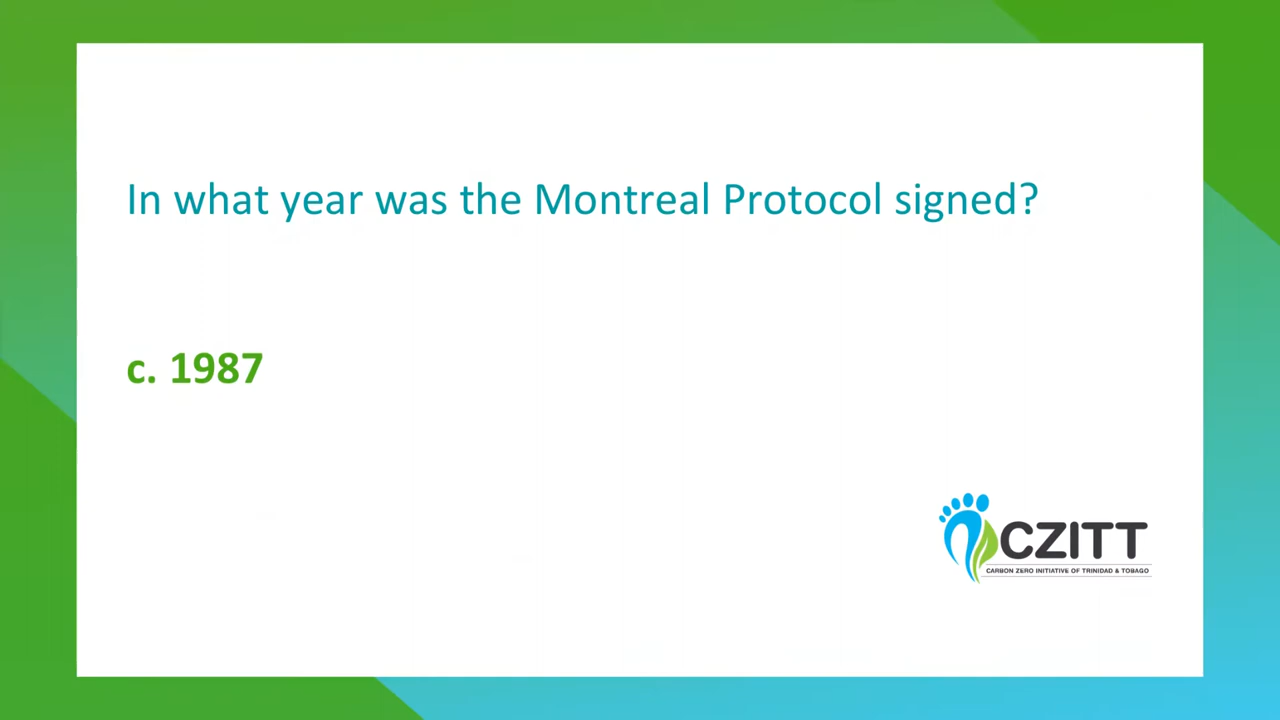 In what year was the Montreal Protocol signed?
c. 1987
CZITT
CARBON ZERO INITIATIVE OF TRINIDAD & TOBAGO